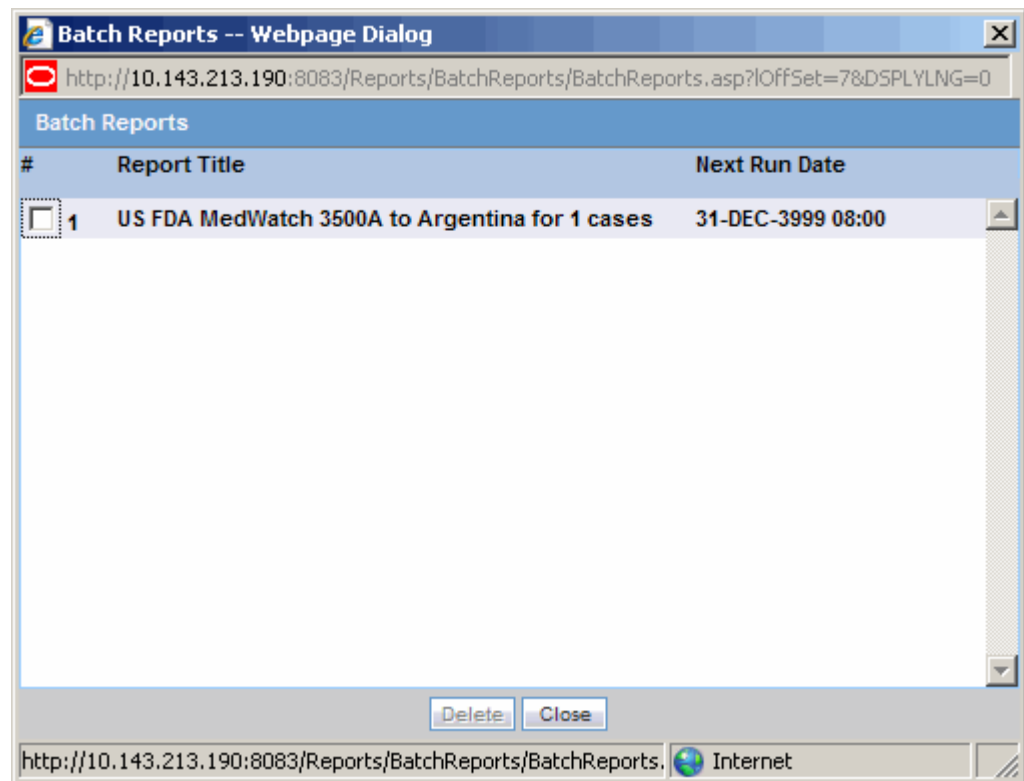 Batch Reports -- Webpage Dialog
http://10.143.213.190:8083/Reports/BatchReports/BatchReports.asp?lOffSet=7&DSPLYLNG=0
Batch Reports
# Report Title Next Run Date
1 US FDA MedWatch 3500A to Argentina for 1 cases 31-DEC-3999 08:00
Delete Close
http://10.143.213.190:8083/Reports/BatchReports/BatchReports. Internet